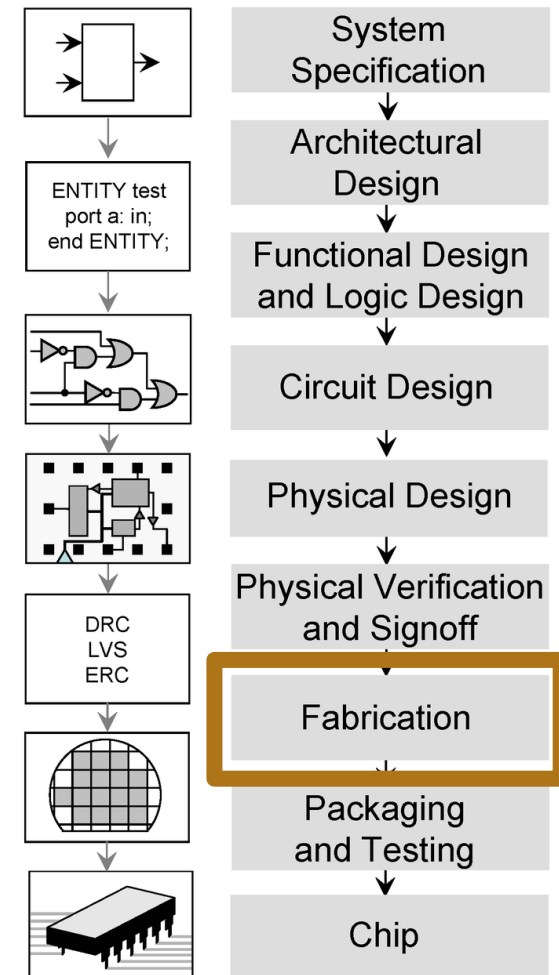 System
Specification
Architectural
Design
ENTITY test
port a: in;
end ENTITY;
Functional Design
and Logic Design
Circuit Design
Physical Design
Physical Verification
and Signoff
DRC
LVS
ERC
Fabrication
Packaging
and Testing
Chip